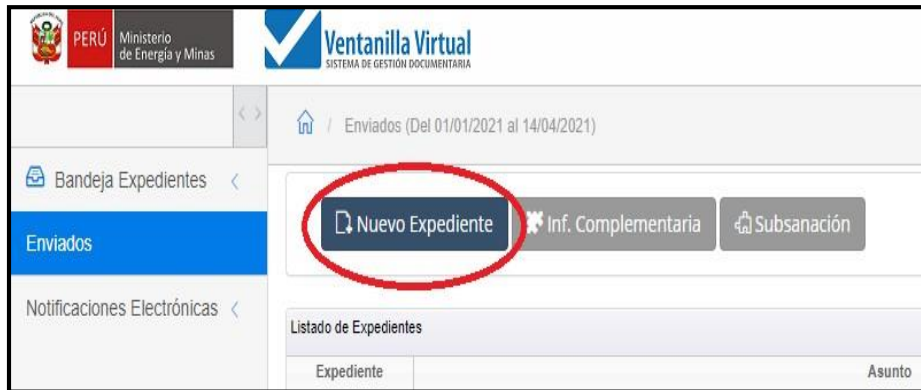 PERÚ
Ministerio
de Energía y Minas
Ventanilla Virtual
SISTEMA DE GESTIÓN DOCUMENTARIA
Enviados (Del 01/01/2021 al 14/04/2021)
Bandeja Expedientes
Enviados
Notificaciones Electrónicas
Nuevo Expediente
Inf. Complementaria
Subsanación
Listado de Expedientes
Expediente
Asunto